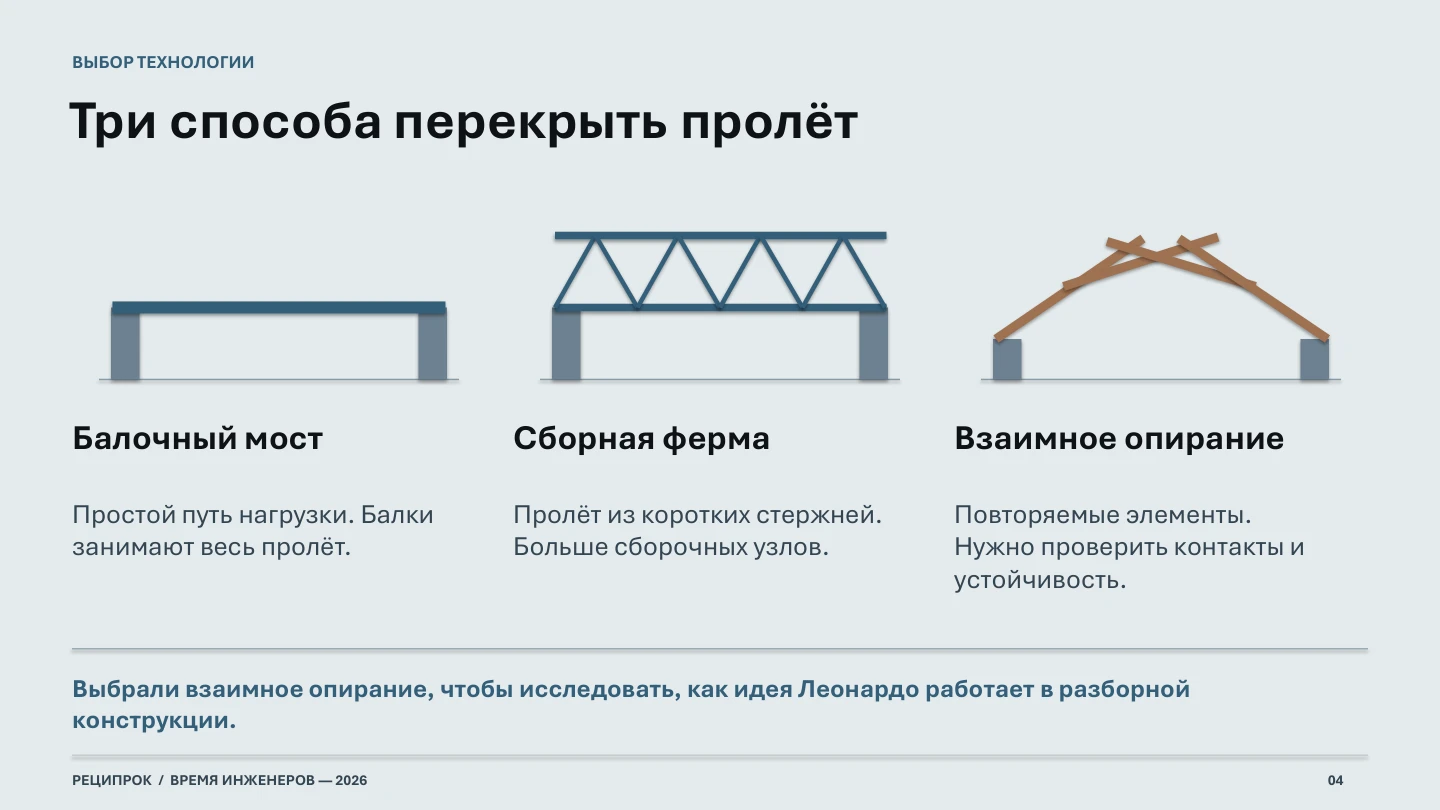 ВЫБОР ТЕХНОЛОГИИ
Три способа перекрыть пролёт
Балочный мост
Простой путь нагрузки. Балки
занимают весь пролёт.
Сборная ферма
Пролёт из коротких стержней.
Больше сборочных узлов.
Взаимное опирание
Повторяемые элементы.
Нужно проверить контакты и
устойчивость.
Выбрали взаимное опирание, чтобы исследовать, как идея Леонардо работает в разборной
конструкции.
РЕЦИПРОК / ВРЕМЯ ИНЖЕНЕРОВ — 2026
04